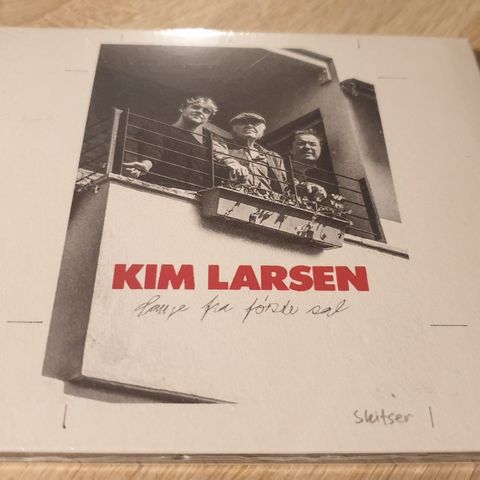 KIM LARSEN
Sange fra første sal
Skitser